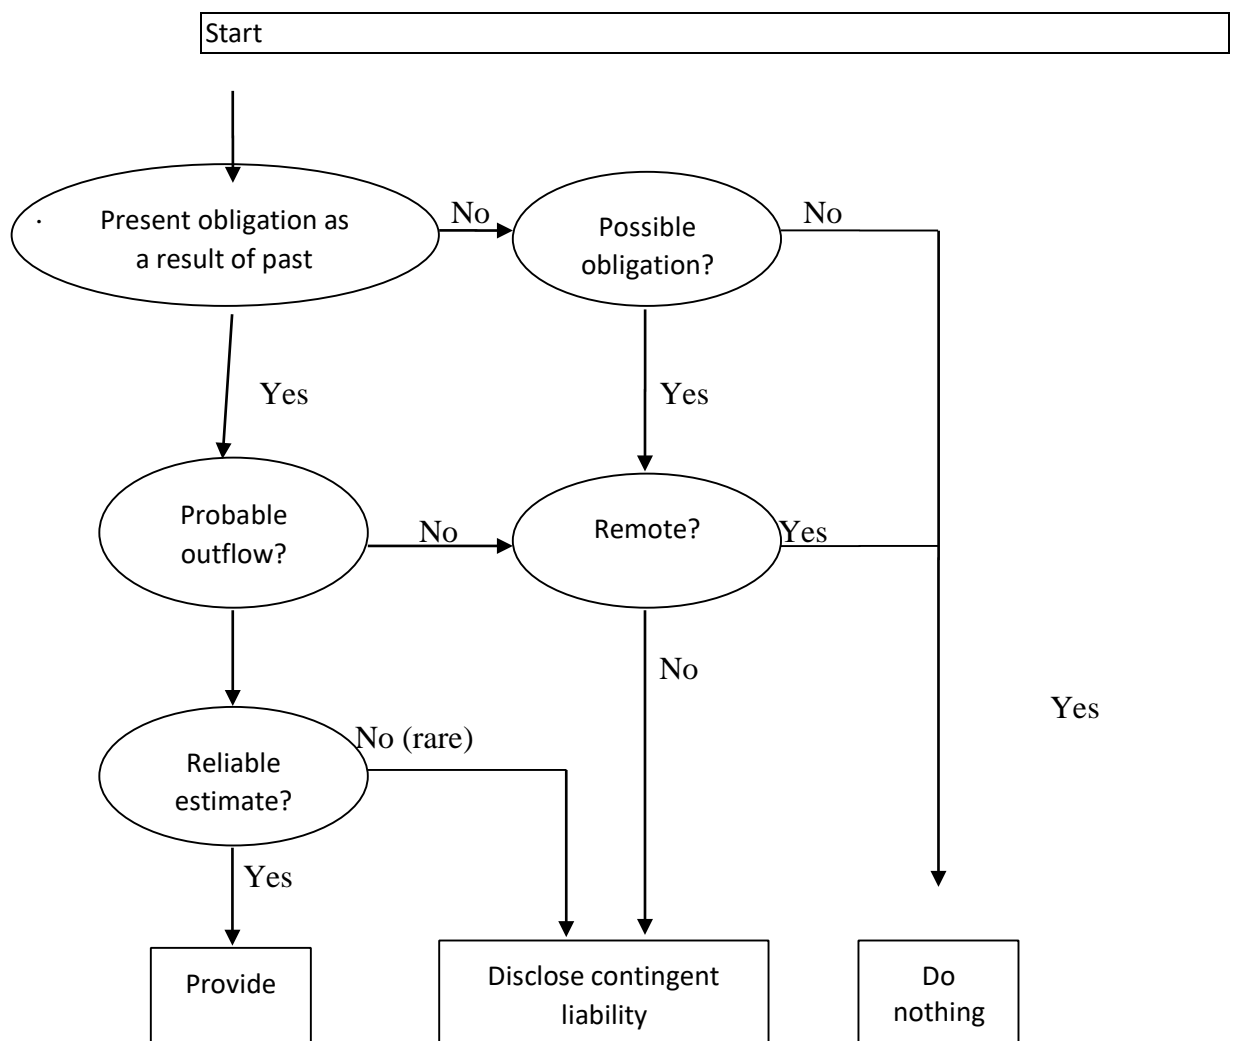 Start
.
Present obligation as
a result of past
No
Possible
obligation?
No
Yes
Yes
Probable
outflow?
No
Remote?
Yes
No
Yes
Reliable
estimate?
No (rare)
Yes
Provide
Disclose contingent
liability
Do
nothing